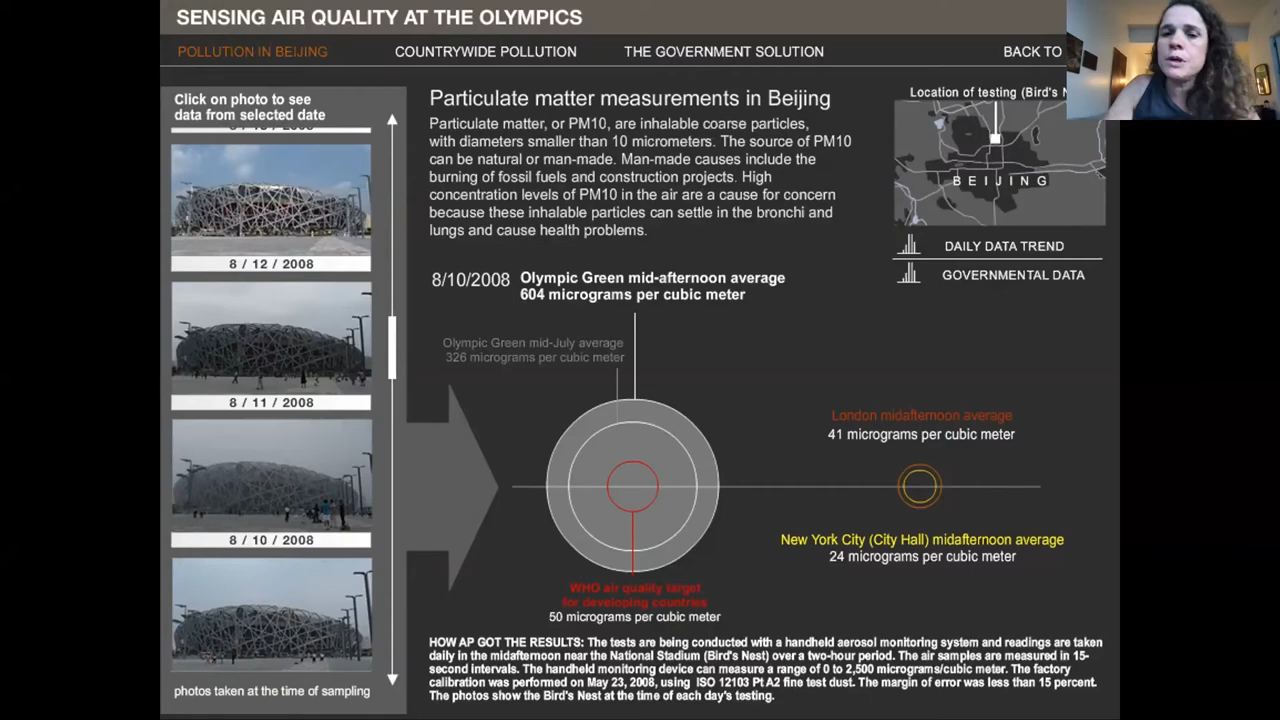 SENSING AIR QUALITY AT THE OLYMPICS
POLLUTION IN BEIJING
COUNTRYWIDE POLLUTION
THE GOVERNMENT SOLUTION
BACK TO
Click on photo to see
data from selected date
8 / 12 / 2008
8 / 11 / 2008
8 / 10 / 2008
photos taken at the time of sampling
Particulate matter measurements in Beijing
Particulate matter, or PM10, are inhalable coarse particles,
with diameters smaller than 10 micrometers. The source of PM10
can be natural or man-made. Man-made causes include the
burning of fossil fuels and construction projects. High
concentration levels of PM10 in the air are a cause for concern
because these inhalable particles can settle in the bronchi and
lungs and cause health problems.
Location of testing (Bird's
BEIJING
DAILY DATA TREND
GOVERNMENTAL DATA
8/10/2008
Olympic Green mid-afternoon average
604 micrograms per cubic meter
Olympic Green mid-July average
326 micrograms per cubic meter
London midafternoon average
41 micrograms per cubic meter
New York City (City Hall) midafternoon average
24 micrograms per cubic meter
WHO air quality target
for developing countries
50 micrograms per cubic meter
HOW AP GOT THE RESULTS: The tests are being conducted with a handheld aerosol monitoring system and readings are taken
daily in the midafternoon near the National Stadium (Bird's Nest) over a two-hour period. The air samples are measured in 15-
second intervals. The handheld monitoring device can measure a range of 0 to 2,500 micrograms/cubic meter. The factory
calibration was performed on May 23, 2008, using ISO 12103 Pt A2 fine test dust. The margin of error was less than 15 percent.
The photos show the Bird's Nest at the time of each day's testing.